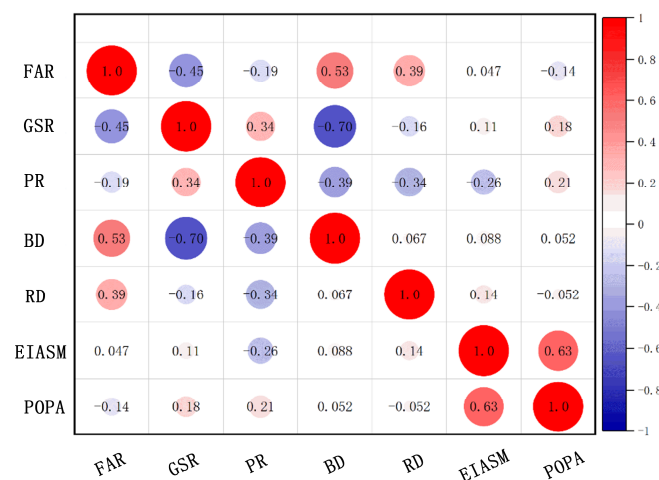 1
FAR 1.0 -0.45 -0.19 0.53 0.39 0.047 -0.14
0.8
0.6
GSR -0.45 1.0 0.34 -0.70 -0.16 0.11 0.18
0.4
PR -0.19 0.34 1.0 -0.39 -0.34 -0.26 0.21
0.2
0
BD 0.53 -0.70 -0.39 1.0 0.067 0.088 0.052
-0.2
RD 0.39 -0.16 -0.34 0.067 1.0 0.14 -0.052
-0.4
EIASM 0.047 0.11 -0.26 0.088 0.14 1.0 0.63
-0.6
-0.8
POPA -0.14 0.18 0.21 0.052 -0.052 0.63 1.0
-1
FAR GSR PR BD RD EIASM POPA